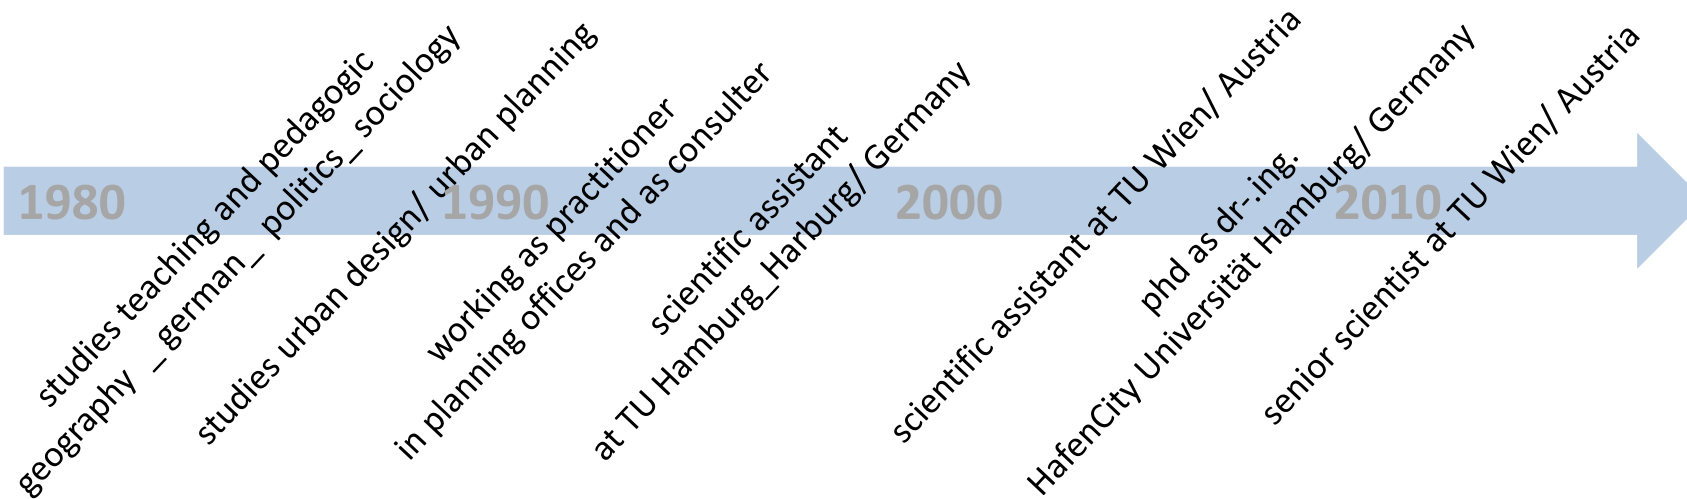 1980
1990
2000
2010
studies teaching and pedagogic
geography _ german_ politics_ sociology
studies urban design/ urban planning
working as practitioner
in planning offices and as consulter
scientific assistant
at TU Hamburg_Harburg/ Germany
scientific assistant at TU Wien/ Austria
phd as dr-.ing.
HafenCity Universität Hamburg/ Germany
senior scientist at TU Wien/ Austria